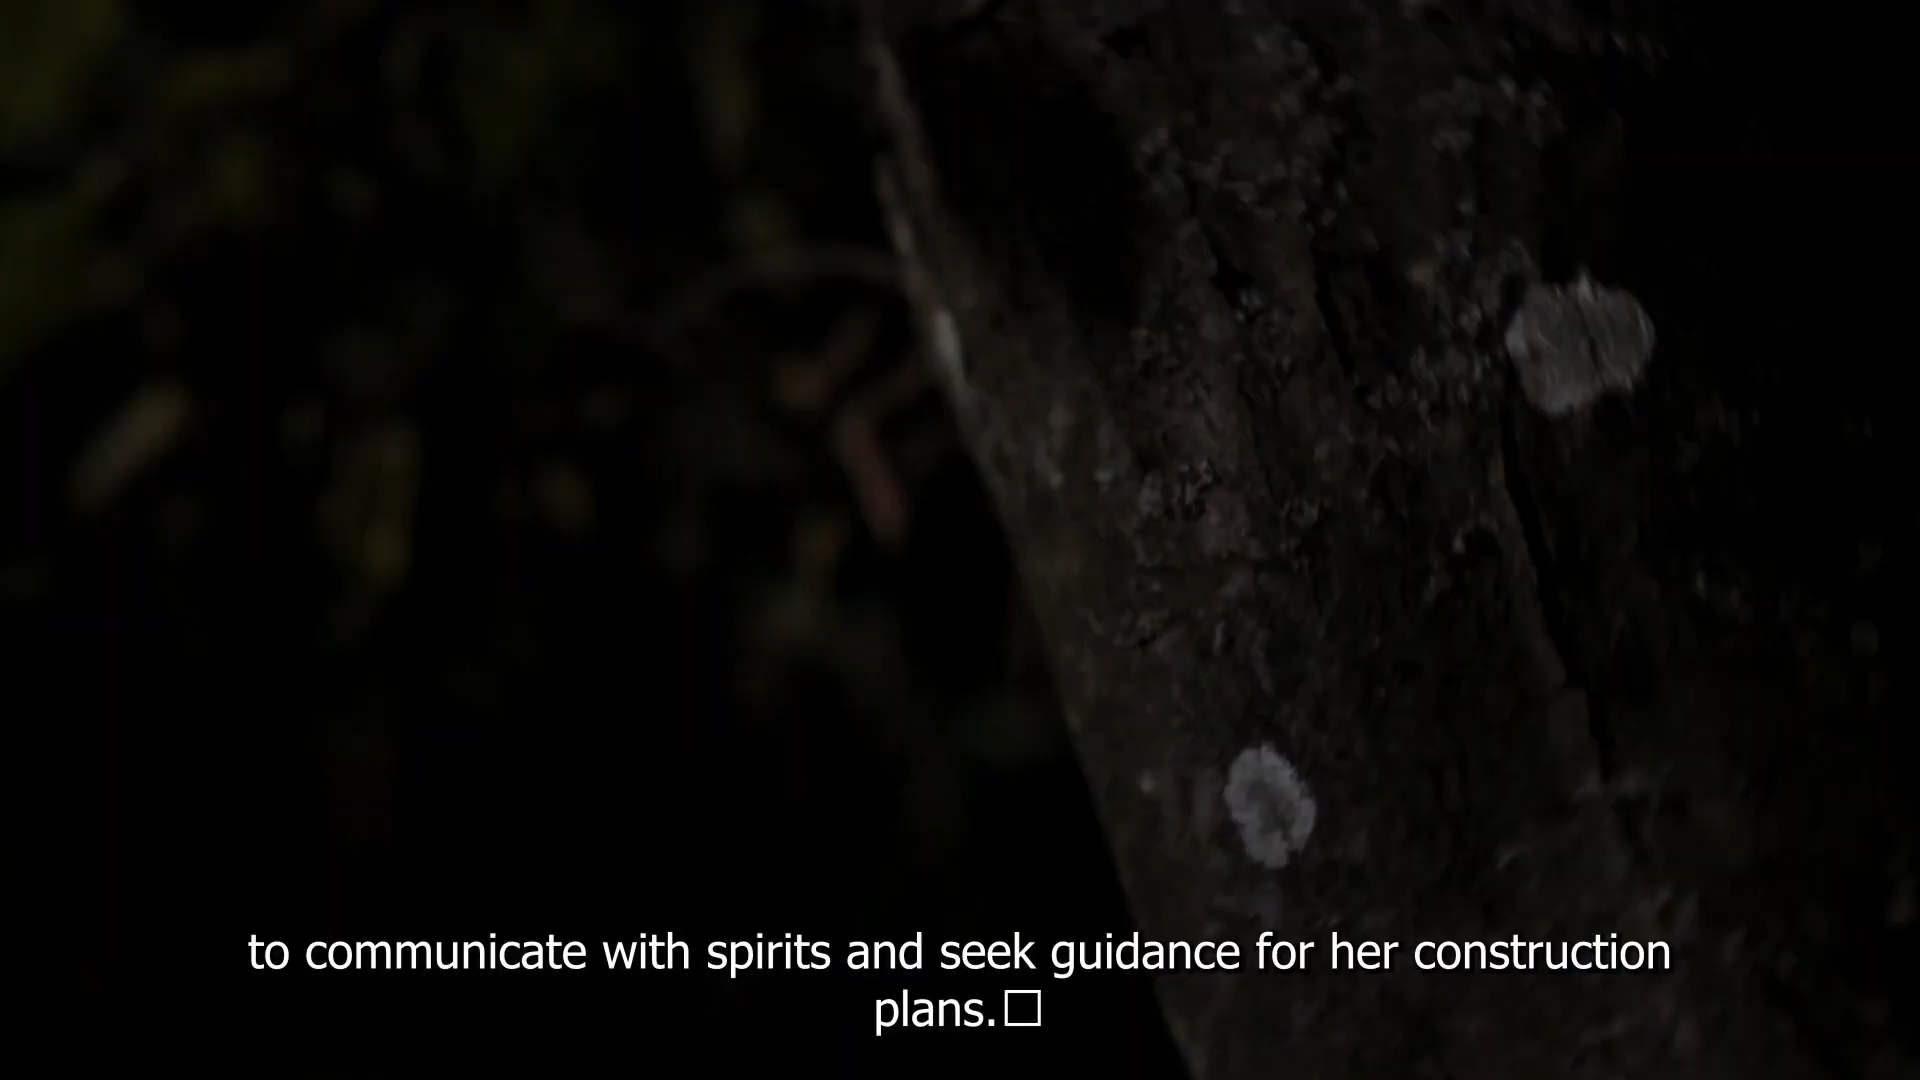 to communicate with spirits and seek guidance for her construction
plans.□